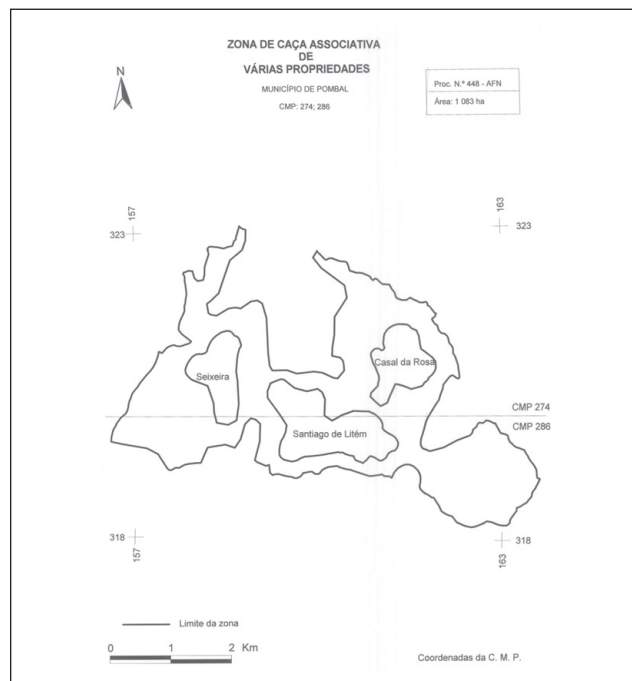 ZONA DE CAÇA ASSOCIATIVA
DE
VÁRIAS PROPRIEDADES
MUNICÍPIO DE POMBAL
CMP: 274; 286
N
Proc. N.º 448 - AFN
Área: 1 083 ha
157
163
323
323
Casal da Rosa
Seixeira
CMP 274
CMP 286
Santiago de Litém
318
318
157
163
Limite da zona
0 1 2 Km
Coordenadas da C. M. P.